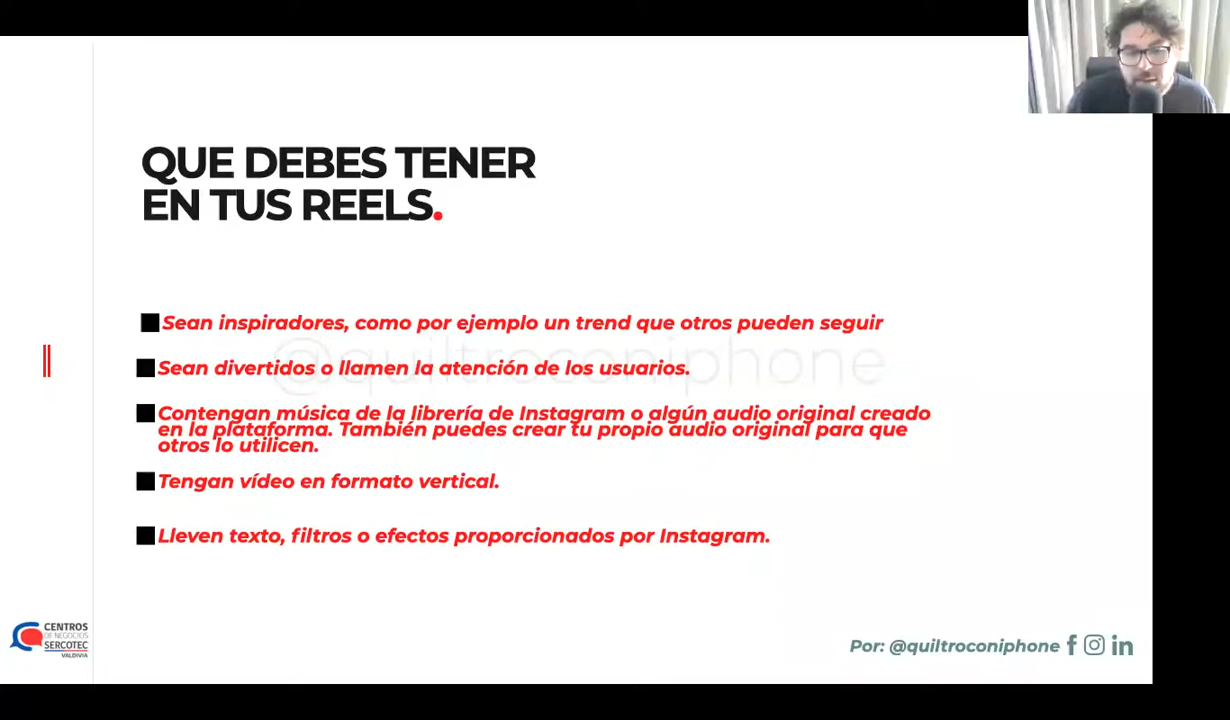 QUE DEBES TENER
EN TUS REELS.
Sean inspiradores, como por ejemplo un trend que otros pueden seguir
@quiltroconiphone
Sean divertidos o llamen la atención de los usuarios.
Contengan música de la librería de Instagram o algún audio original creado
en la plataforma. También puedes crear tu propio audio original para que
otros lo utilicen.
Tengan vídeo en formato vertical.
Lleven texto, filtros o efectos proporcionados por Instagram.
CENTROS
DE NEGOCIOS
SERCOTEC
VALDIVIA
Por: @quiltroconiphone f in